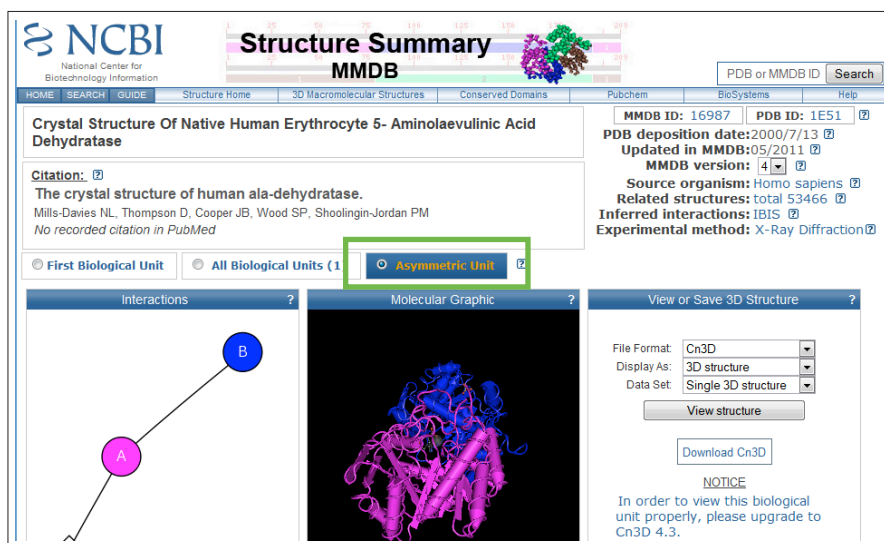 NCBI
National Center for
Biotechnology Information
Structure Summary
MMDB
PDB or MMDB ID Search
HOME SEARCH GUIDE Structure Home 3D Macromolecular Structures Conserved Domains Pubchem BioSystems Help
Crystal Structure Of Native Human Erythrocyte 5- Aminolaevulinic Acid
Dehydratase
Citation: ?
The crystal structure of human ala-dehydratase.
Mills-Davies NL, Thompson D, Cooper JB, Wood SP, Shoolingin-Jordan PM
No recorded citation in PubMed
MMDB ID: 16987 PDB ID: 1E51 ?
PDB deposition date:2000/7/13 ?
Updated in MMDB:05/2011 ?
MMDB version: 4 ?
Source organism:Homo sapiens ?
Related structures:total 53466 ?
Inferred interactions:IBIS ?
Experimental method: X-Ray Diffraction?
First Biological Unit All Biological Units (1 Asymmetric Unit ?
Interactions ?
B
A
Molecular Graphic ?
View or Save 3D Structure ?
File Format: Cn3D
Display As: 3D structure
Data Set: Single 3D structure
View structure
Download Cn3D
NOTICE
In order to view this biological
unit properly, please upgrade to
Cn3D 4.3.